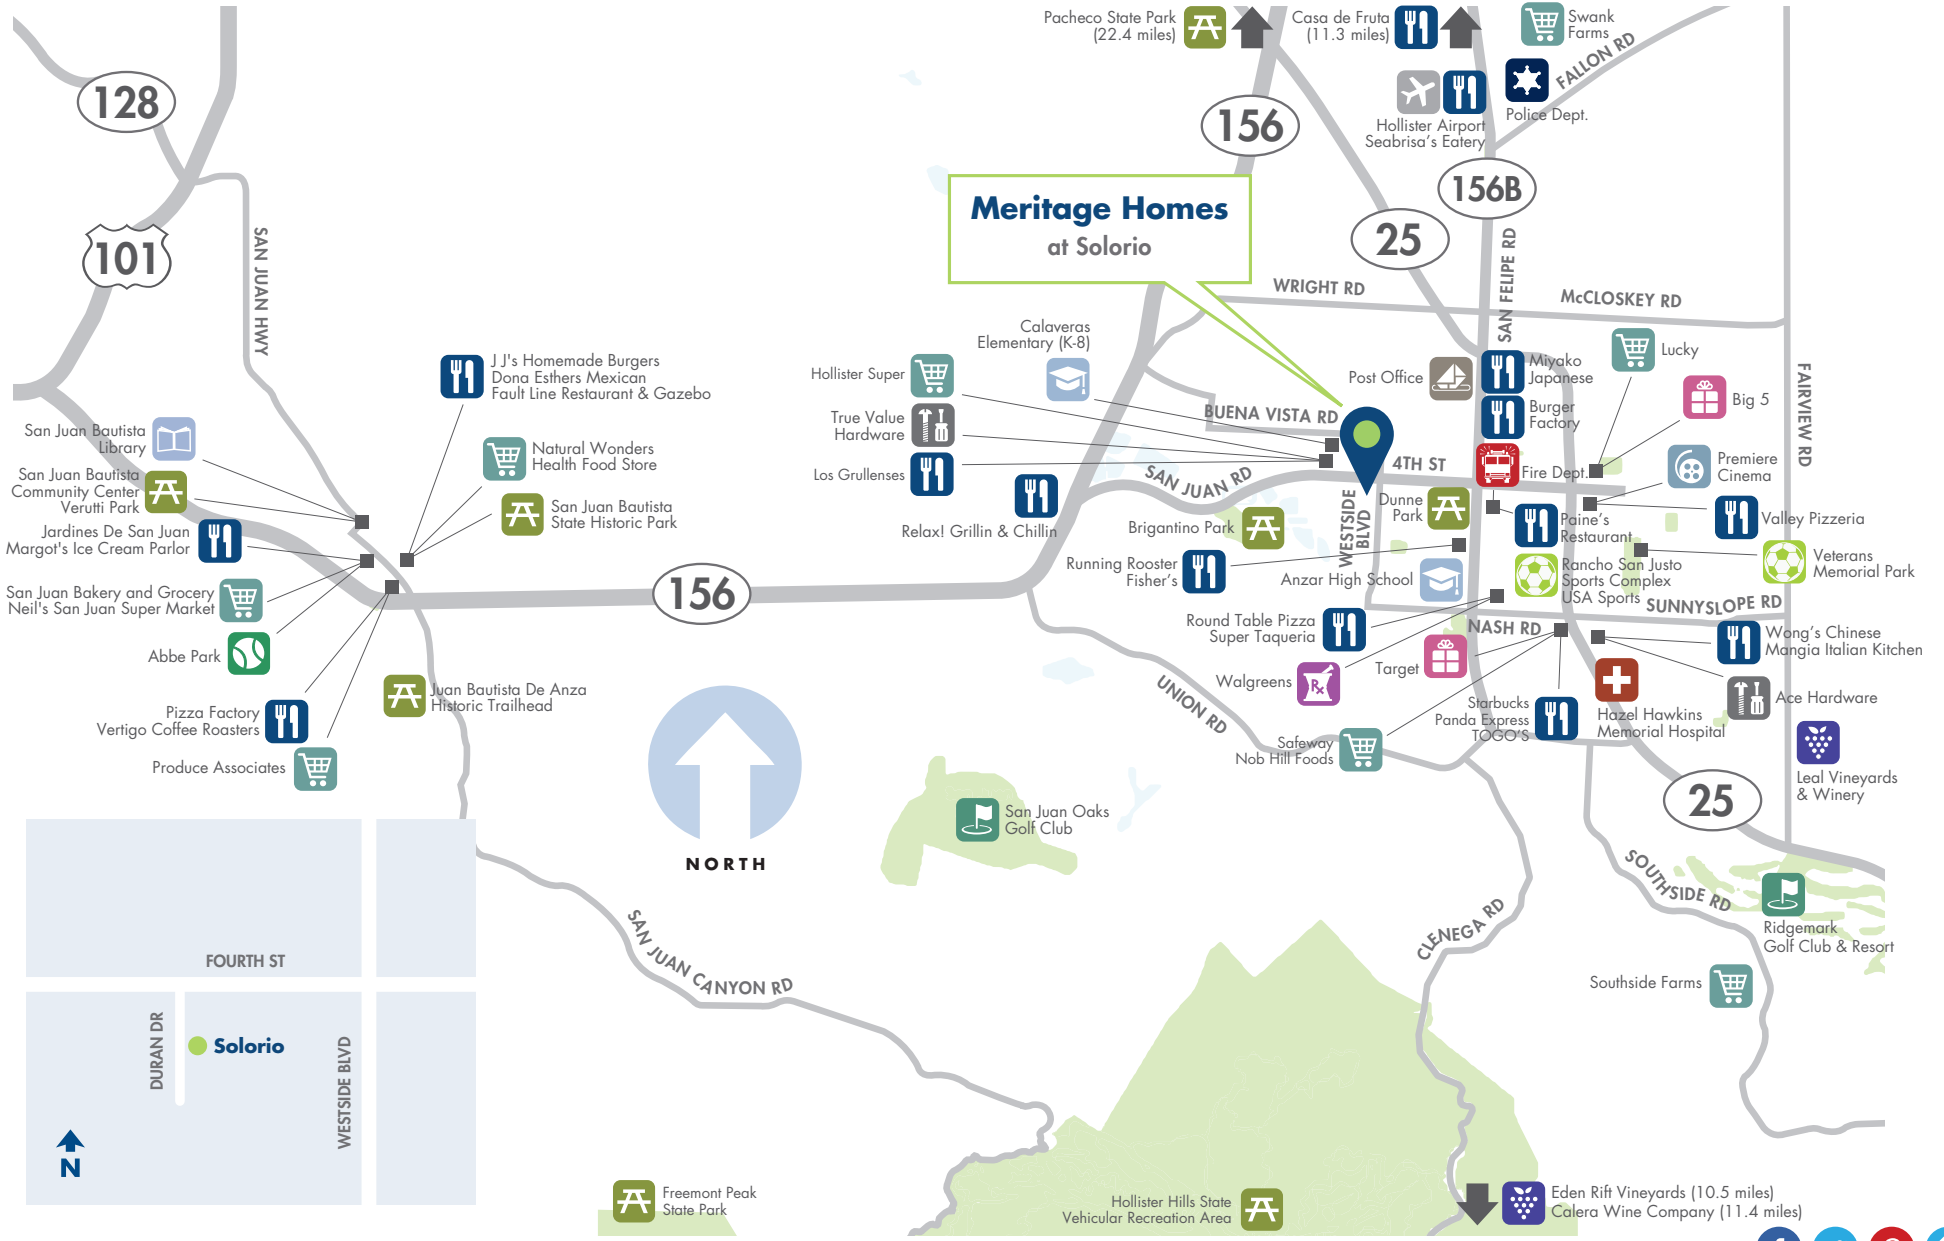 Pacheco State Park
(22.4 miles)
Casa de Fruta
(11.3 miles)
Swank
Farms
FALLON RD
Police Dept.
Hollister Airport
Seabrisa's Eatery
128
156
156B
25
101
SAN JUAN HWY
Meritage Homes
at Solorio
WRIGHT RD
McCLOSKEY RD
SAN FELIPE RD
FAIRVIEW RD
Calaveras
Elementary (K-8)
Hollister Super
True Value
Hardware
Los Grullenses
Relax! Grillin & Chillin
BUENA VISTA RD
Post Office
Miyako
Japanese
Burger
Factory
Lucky
Big 5
J J's Homemade Burgers
Dona Esthers Mexican
Fault Line Restaurant & Gazebo
Natural Wonders
Health Food Store
San Juan Bautista
State Historic Park
San Juan Bautista
Library
San Juan Bautista
Community Center
Verutti Park
Jardines De San Juan
Margot's Ice Cream Parlor
San Juan Bakery and Grocery
Neil's San Juan Super Market
Abbe Park
Pizza Factory
Vertigo Coffee Roasters
Produce Associates
Juan Bautista De Anza
Historic Trailhead
156
SAN JUAN RD
4TH ST
WESTSIDE
BLVD
Fire Dept.
Premiere
Cinema
Dunne
Park
Brigantino Park
Paine's
Restaurant
Valley Pizzeria
Running Rooster
Fisher's
Anzar High School
Rancho San Justo
Sports Complex
USA Sports
Veterans
Memorial Park
SUNNYSLOPE RD
NASH RD
Round Table Pizza
Super Taqueria
Walgreens
Rx
Target
Wong's Chinese
Mangia Italian Kitchen
Ace Hardware
Starbucks
Panda Express
TOGO'S
Hazel Hawkins
Memorial Hospital
UNION RD
Safeway
Nob Hill Foods
Leal Vineyards
& Winery
25
NORTH
San Juan Oaks
Golf Club
SAN JUAN CANYON RD
CLENEGA RD
SOUTHSIDE RD
Ridgemark
Golf Club & Resort
Southside Farms
FOURTH ST
DURAN DR
Solorio
WESTSIDE BLVD
N
Freemont Peak
State Park
Hollister Hills State
Vehicular Recreation Area
Eden Rift Vineyards (10.5 miles)
Calera Wine Company (11.4 miles)